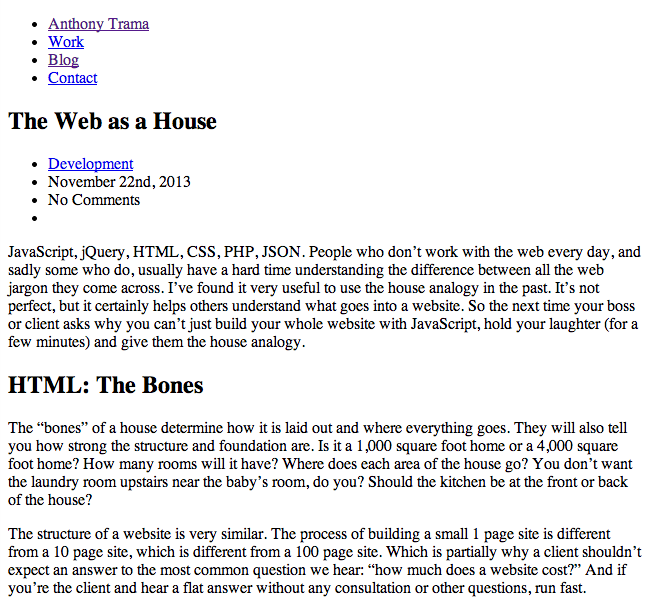 Anthony Trama
Work
Blog
Contact
The Web as a House
Development
November 22nd, 2013
No Comments
JavaScript, jQuery, HTML, CSS, PHP, JSON. People who don’t work with the web every day, and
sadly some who do, usually have a hard time understanding the difference between all the web
jargon they come across. I’ve found it very useful to use the house analogy in the past. It’s not
perfect, but it certainly helps others understand what goes into a website. So the next time your boss
or client asks why you can’t just build your whole website with JavaScript, hold your laughter (for a
few minutes) and give them the house analogy.
HTML: The Bones
The “bones” of a house determine how it is laid out and where everything goes. They will also tell
you how strong the structure and foundation are. Is it a 1,000 square foot home or a 4,000 square
foot home? How many rooms will it have? Where does each area of the house go? You don’t want
the laundry room upstairs near the baby’s room, do you? Should the kitchen be at the front or back
of the house?
The structure of a website is very similar. The process of building a small 1 page site is different
from a 10 page site, which is different from a 100 page site. Which is partially why a client shouldn’t
expect an answer to the most common question we hear: “how much does a website cost?” And if
you’re the client and hear a flat answer without any consultation or other questions, run fast.